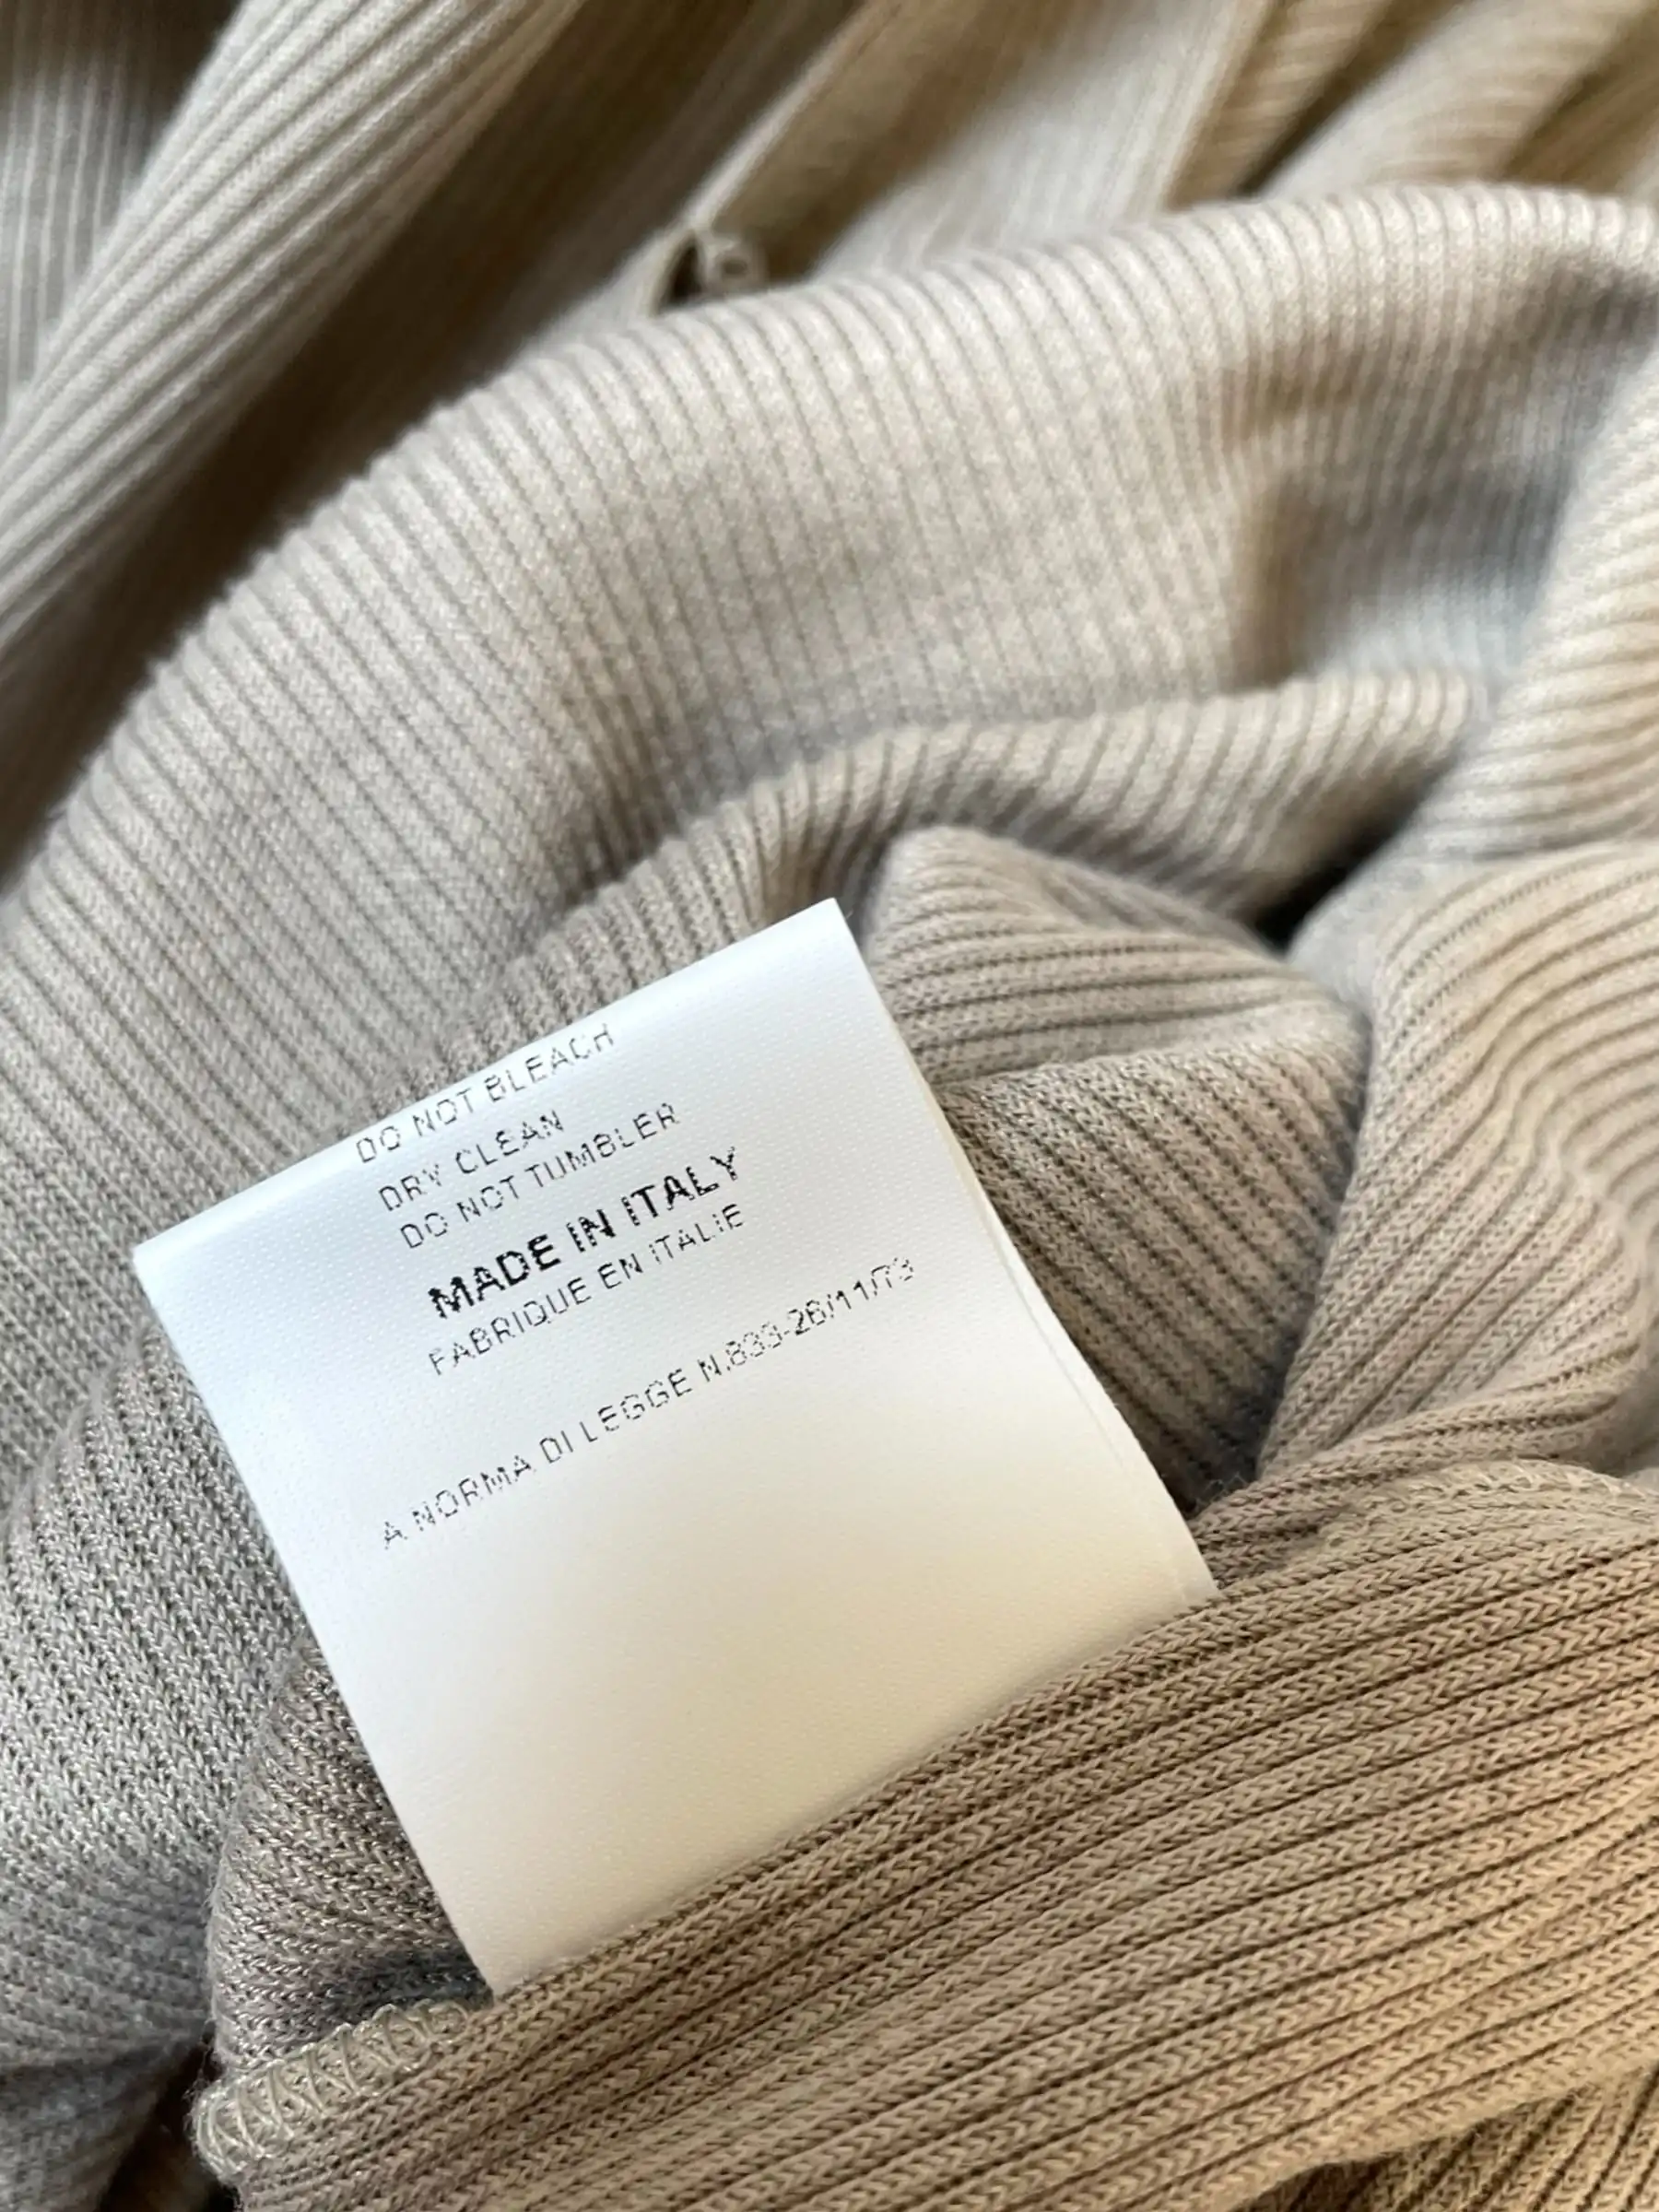 DO NOT BLEACH
DRY CLEAN
DO NOT TUMBLER
MADE IN ITALY
FABRIQUE EN ITALIE
A NORMA DI LEGGE N.833-26/11/73